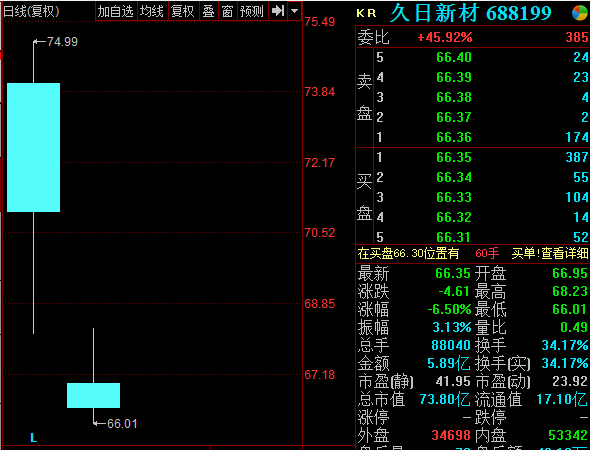 日线(复权) 加自选 均线 复权 叠 窗 预测
74.99
66.01
L
75.49
73.84
72.17
70.52
68.85
67.18
KR 久日新材 688199
委比 +45.92% 385
卖盘
5 66.40 24
4 66.39 23
3 66.38 4
2 66.37 2
1 66.36 174
买盘
1 66.35 387
2 66.34 55
3 66.33 104
4 66.32 14
5 66.31 52
在买盘66.30位置有 60手 买单!查看详细
最新 66.35 开盘 66.95
涨跌 -4.61 最高 68.23
涨幅 -6.50% 最低 66.01
振幅 3.13% 量比 0.49
总手 88040 换手 34.17%
金额 5.89亿 换手(实) 34.17%
市盈(静) 41.95 市盈(动) 23.92
总市值 73.80亿 流通值 17.10亿
涨停 — 跌停 —
外盘 34698 内盘 53342